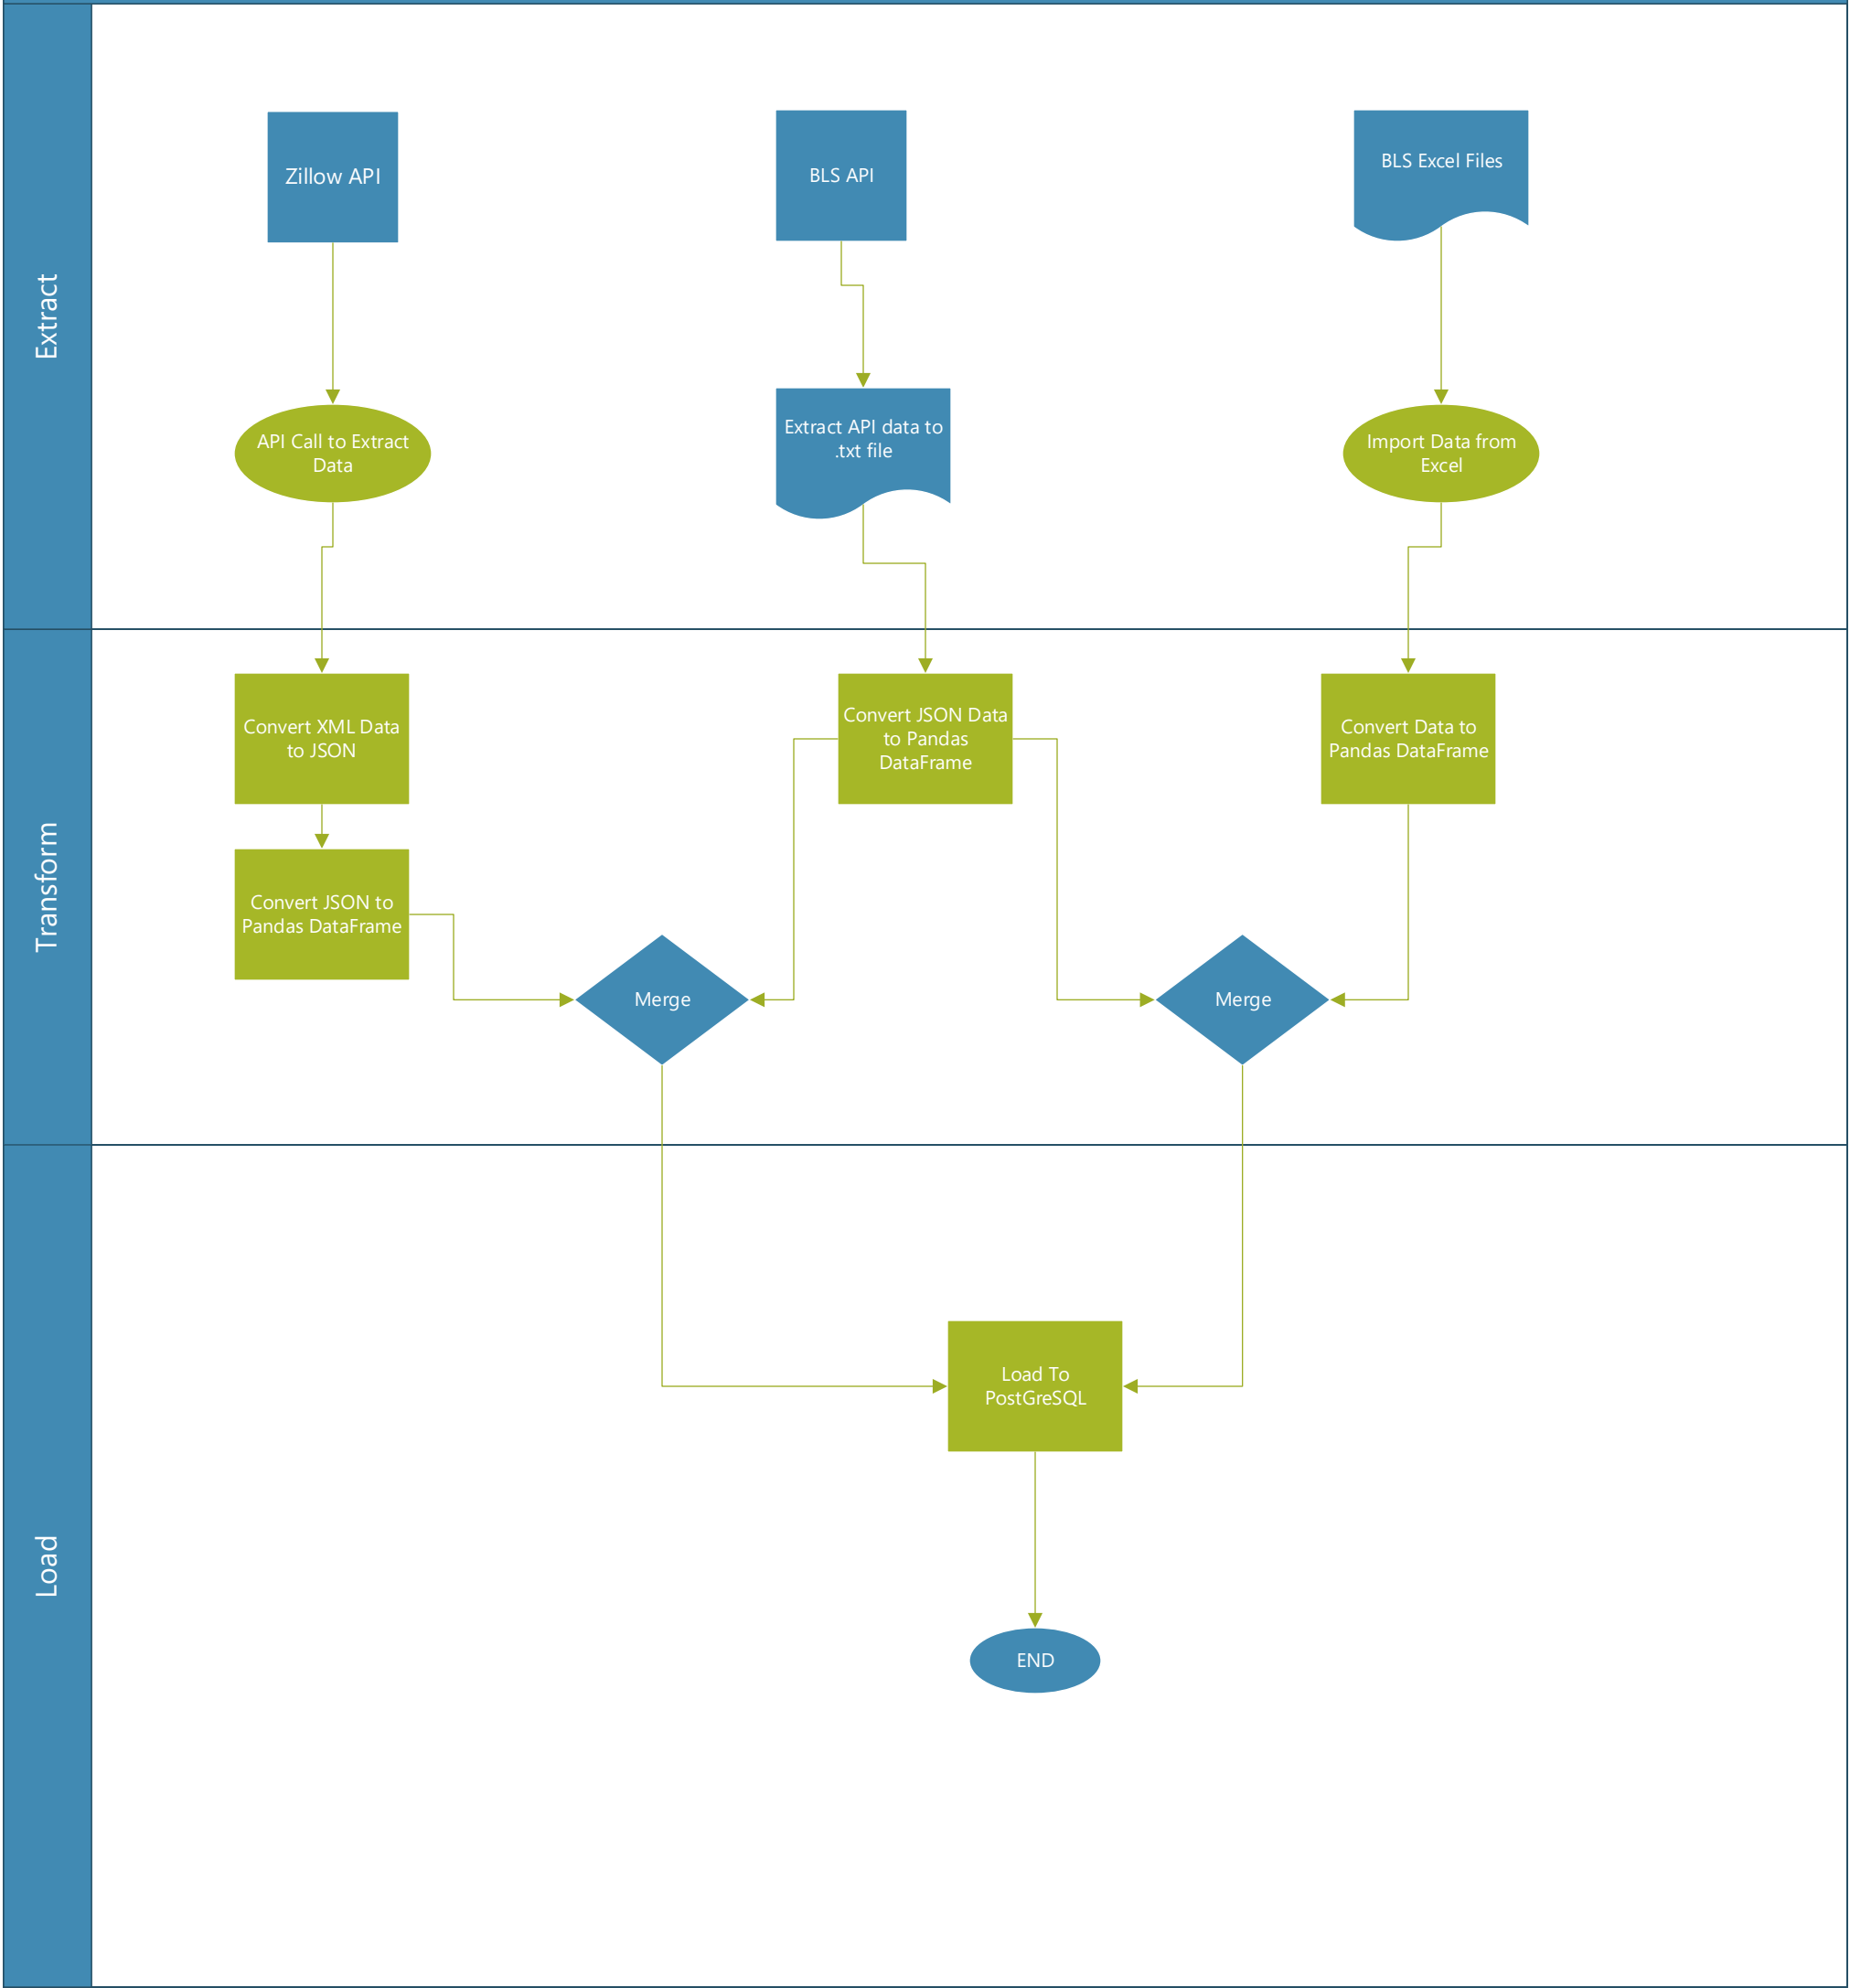 Extract
Zillow API
BLS API
BLS Excel Files
API Call to Extract
Data
Extract API data to
.txt file
Import Data from
Excel
Transform
Convert XML Data
to JSON
Convert JSON Data
to Pandas
DataFrame
Convert Data to
Pandas DataFrame
Convert JSON to
Pandas DataFrame
Merge
Merge
Load
Load To
PostGreSQL
END